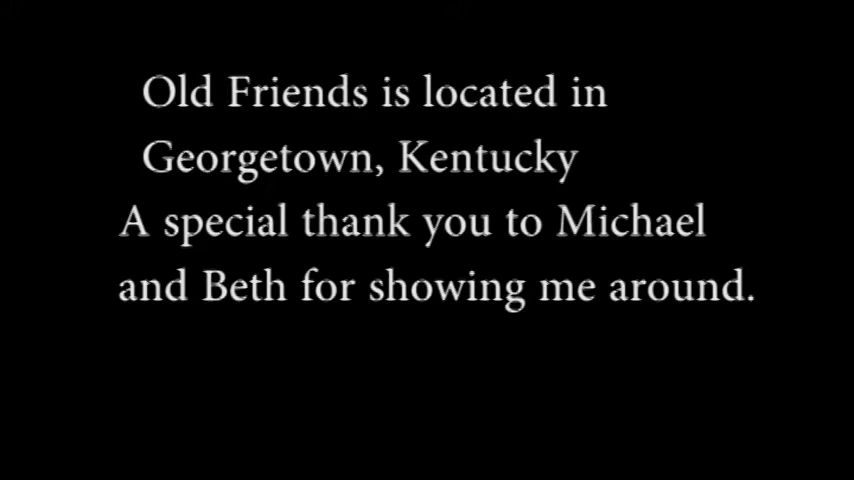 Old Friends is located in
Georgetown, Kentucky
A special thank you to Michael
and Beth for showing me around.